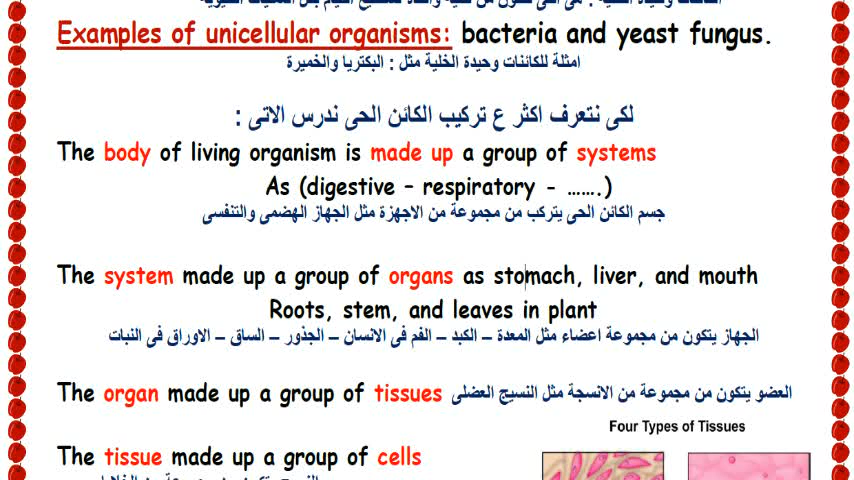 Examples of unicellular organisms: bacteria and yeast fungus.
امثلة للكائنات وحيدة الخلية مثل : البكتريا والخميرة
لكى نتعرف اكثر ع تركيب الكائن الحى ندرس الاتى :
The body of living organism is made up a group of systems
As (digestive – respiratory - …….)
جسم الكائن الحى يتركب من مجموعة من الاجهزة مثل الجهاز الهضمى والتنفسى
The system made up a group of organs as stomach, liver, and mouth
Roots, stem, and leaves in plant
الجهاز يتكون من مجموعة اعضاء مثل المعدة – الكبد – الفم فى الانسان – الجذور – الساق – الاوراق فى النبات
The organ made up a group of tissues العضو يتكون من مجموعة من الانسجة مثل النسيج العضلى
Four Types of Tissues
The tissue made up a group of cells